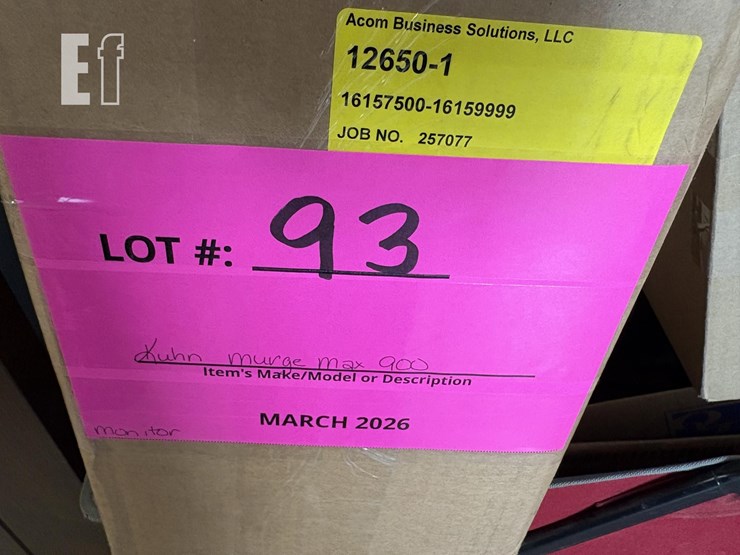 Ef
Acom Business Solutions, LLC
12650-1
16157500-16159999
JOB NO. 257077
LOT #: 93
Kuhn murge max 900
Item's Make/Model or Description
MARCH 2026
monitor